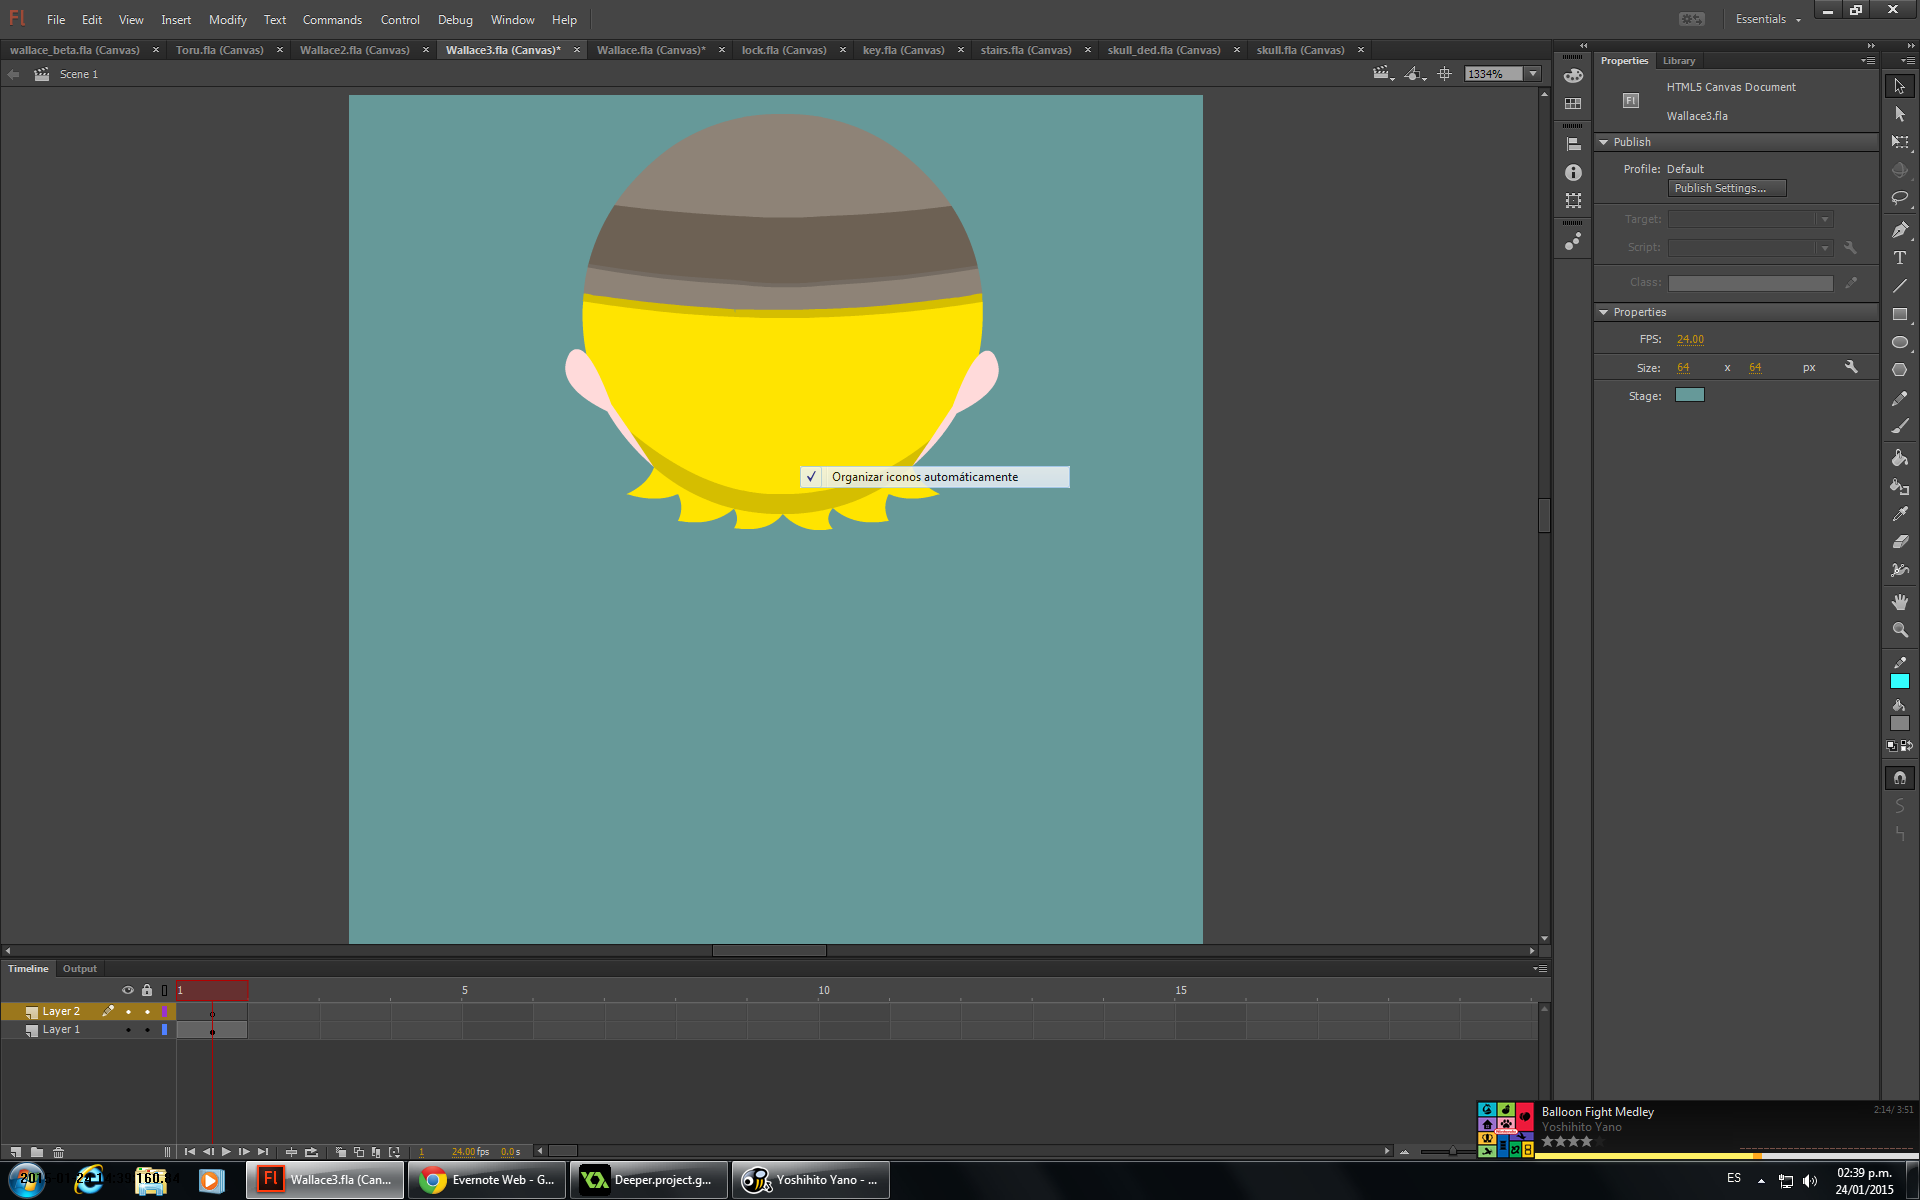 Fl File Edit View Insert Modify Text Commands Control Debug Window Help Essentials
wallace_beta.fla (Canvas) Toru.fla (Canvas) Wallace2.fla (Canvas) Wallace3.fla (Canvas)* Wallace.fla (Canvas)* lock.fla (Canvas) key.fla (Canvas) stairs.fla (Canvas) skull_ded.fla (Canvas) skull.fla (Canvas)
Scene 1 1334%
Properties Library
HTML5 Canvas Document
Fl
Wallace3.fla
Publish
Profile: Default
Publish Settings...
Target:
Script:
Class:
Properties
FPS: 24.00
Size: 64 x 64 px
Stage:
Organizar iconos automáticamente
Timeline Output
1 5 10 15
Layer 2
Layer 1
1 24.00 fps 0.0 s
Balloon Fight Medley 2:14/ 3:51
Yoshihito Yano
Fl Wallace3.fla (Can... Evernote Web - G... Deeper.project.g... Yoshihito Yano - ...
ES
02:39 p.m.
24/01/2015